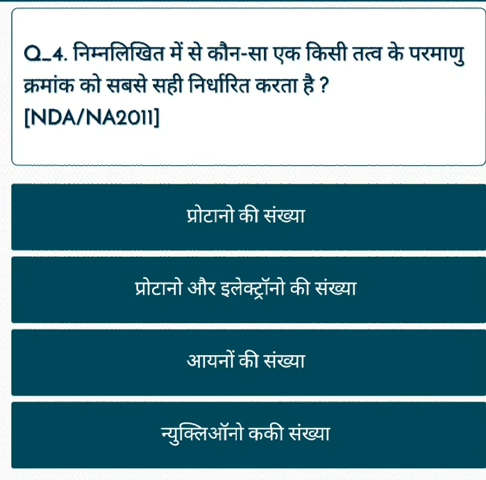 Q_4. निम्नलिखित में से कौन-सा एक किसी तत्व के परमाणु
क्रमांक को सबसे सही निर्धारित करता है ?
[NDA/NA2011]
प्रोटानो की संख्या
प्रोटानो और इलेक्ट्रॉनो की संख्या
आयनों की संख्या
न्युक्लिऑनो ककी संख्या